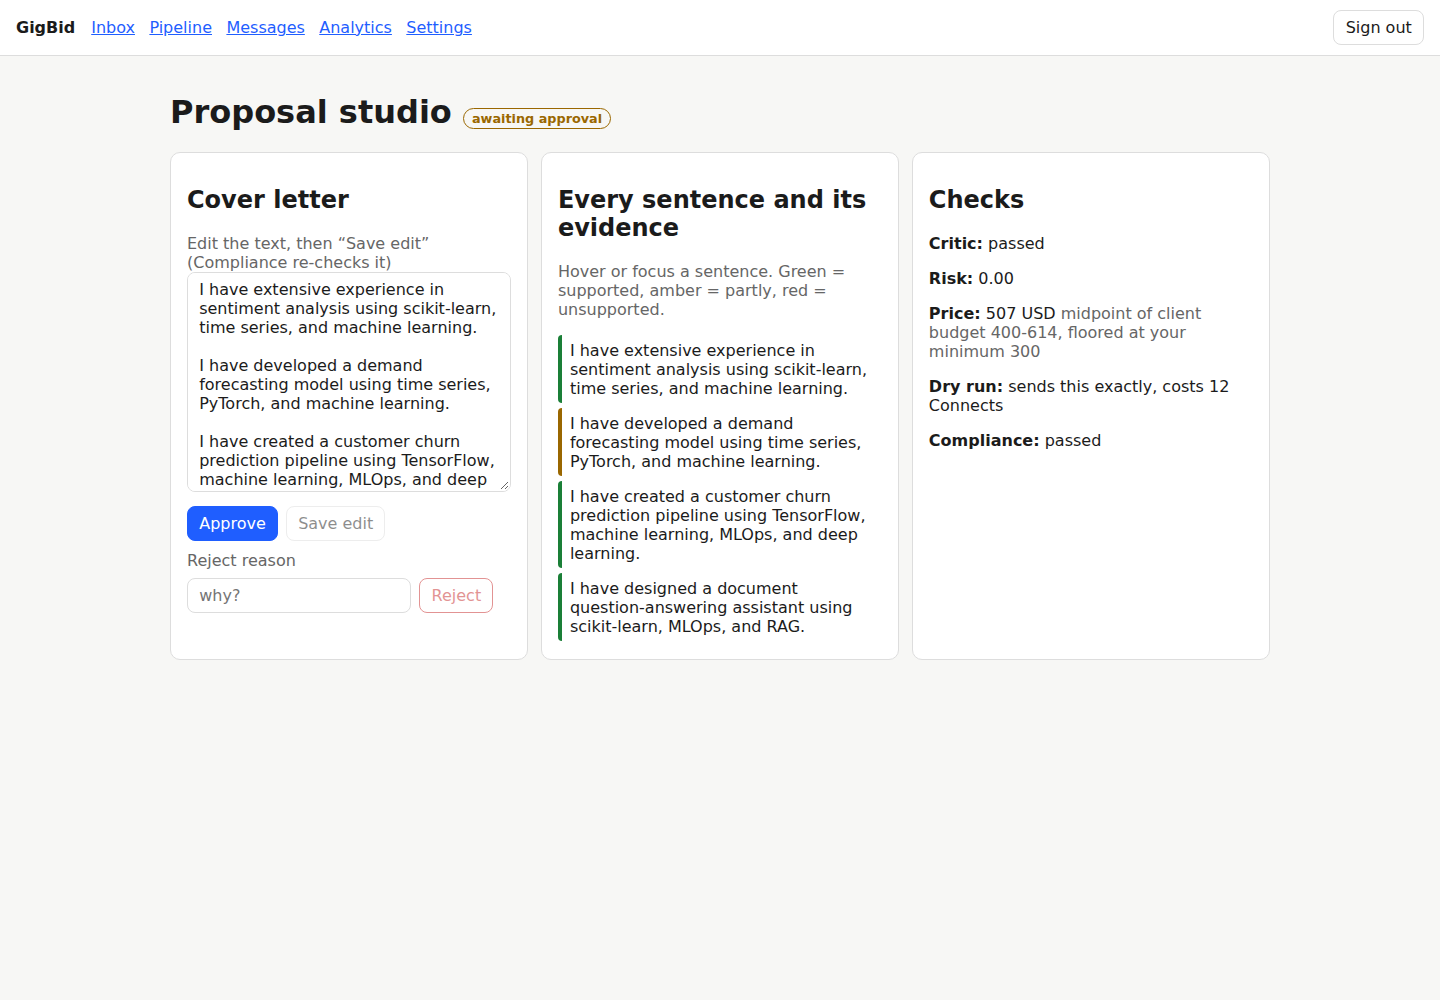 GigBid Inbox Pipeline Messages Analytics Settings Sign out
Proposal studio awaiting approval
Cover letter
Edit the text, then “Save edit”
(Compliance re-checks it)
I have extensive experience in
sentiment analysis using scikit-learn,
time series, and machine learning.
I have developed a demand
forecasting model using time series,
PyTorch, and machine learning.
I have created a customer churn
prediction pipeline using TensorFlow,
machine learning, MLOps, and deep
Approve Save edit
Reject reason
why? Reject
Every sentence and its
evidence
Hover or focus a sentence. Green =
supported, amber = partly, red =
unsupported.
I have extensive experience in
sentiment analysis using scikit-learn,
time series, and machine learning.
I have developed a demand
forecasting model using time series,
PyTorch, and machine learning.
I have created a customer churn
prediction pipeline using TensorFlow,
machine learning, MLOps, and deep
learning.
I have designed a document
question-answering assistant using
scikit-learn, MLOps, and RAG.
Checks
Critic: passed
Risk: 0.00
Price: 507 USD midpoint of client
budget 400-614, floored at your
minimum 300
Dry run: sends this exactly, costs 12
Connects
Compliance: passed